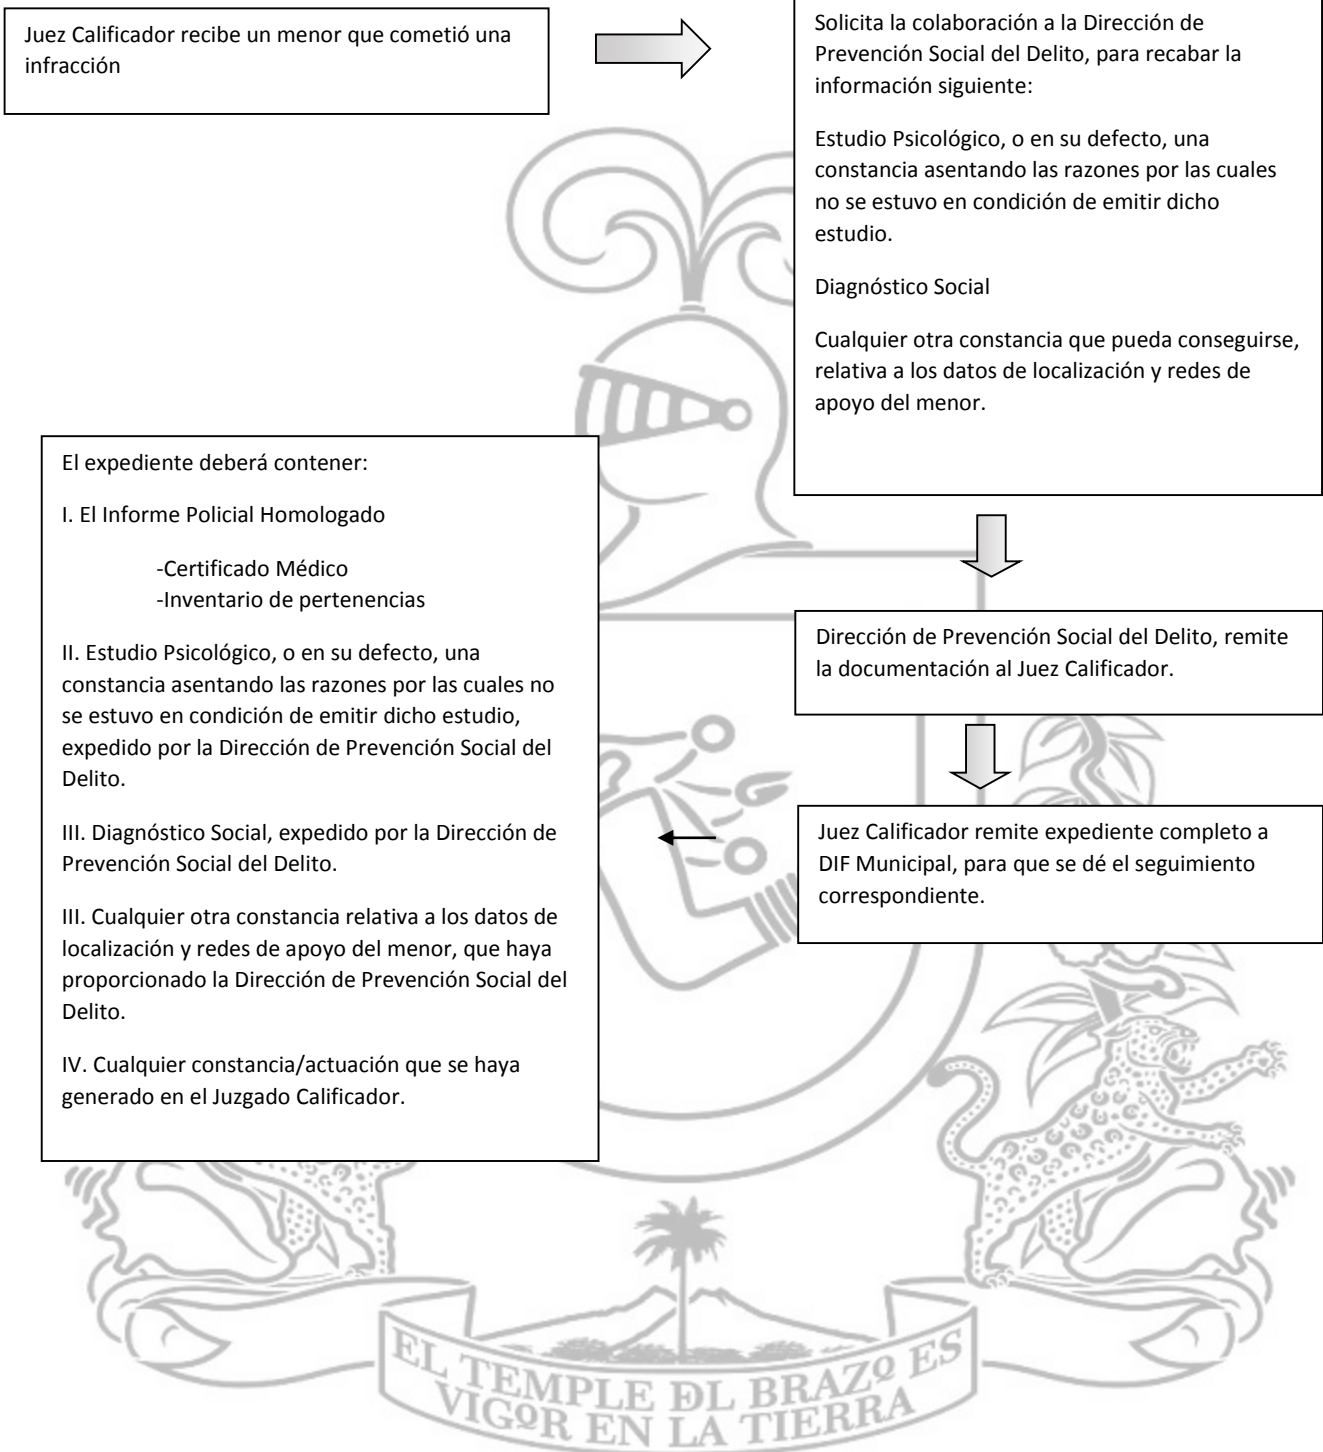 Juez Calificador recibe un menor que cometió una
infracción
Solicita la colaboración a la Dirección de
Prevención Social del Delito, para recabar la
información siguiente:
Estudio Psicológico, o en su defecto, una
constancia asentando las razones por las cuales
no se estuvo en condición de emitir dicho
estudio.
Diagnóstico Social
Cualquier otra constancia que pueda conseguirse,
relativa a los datos de localización y redes de
apoyo del menor.
Dirección de Prevención Social del Delito, remite
la documentación al Juez Calificador.
Juez Calificador remite expediente completo a
DIF Municipal, para que se dé el seguimiento
correspondiente.
El expediente deberá contener:
I. El Informe Policial Homologado
-Certificado Médico
-Inventario de pertenencias
II. Estudio Psicológico, o en su defecto, una
constancia asentando las razones por las cuales no
se estuvo en condición de emitir dicho estudio,
expedido por la Dirección de Prevención Social del
Delito.
III. Diagnóstico Social, expedido por la Dirección de
Prevención Social del Delito.
III. Cualquier otra constancia relativa a los datos de
localización y redes de apoyo del menor, que haya
proporcionado la Dirección de Prevención Social del
Delito.
IV. Cualquier constancia/actuación que se haya
generado en el Juzgado Calificador.
EL TEMPLE DL BRAZO ES
VIGOR EN LA TIERRA